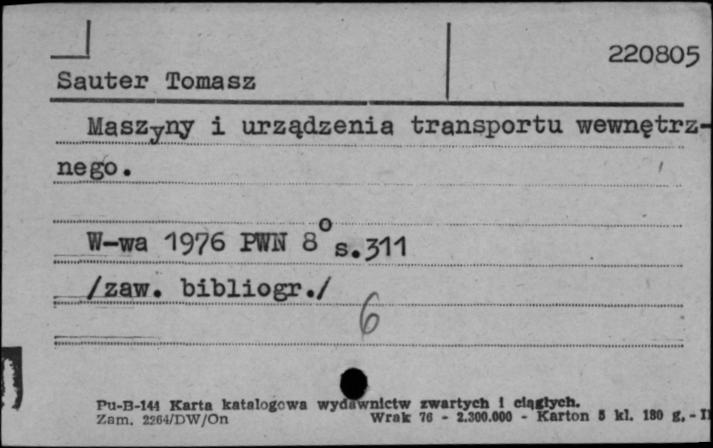 220805
Sauter Tomasz
Maszyny i urządzenia transportu wewnętrz-
nego.
W-wa 1976 PWN 8° s.311
/zaw. bibliogr./
6
Pu-B-144 Karta katalogowa wydawnictw zwartych i ciągłych.
Zam. 2264/DW/On Wrak 76 - 2.300.000 - Karton 5 kl. 180 g. -